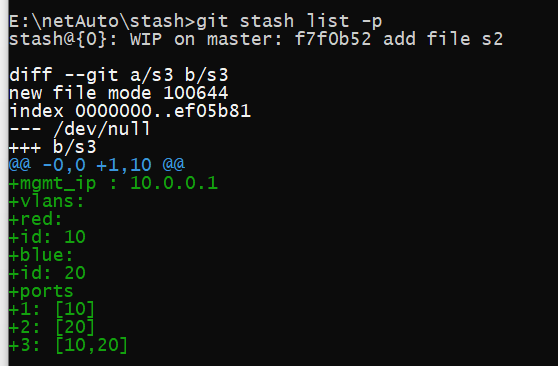 E:\netAuto\stash>git stash list -p
stash@{0}: WIP on master: f7f0b52 add file s2
diff --git a/s3 b/s3
new file mode 100644
index 0000000..ef05b81
--- /dev/null
+++ b/s3
@@ -0,0 +1,10 @@
+mgmt_ip : 10.0.0.1
+vlans:
+red:
+id: 10
+blue:
+id: 20
+ports
+1: [10]
+2: [20]
+3: [10,20]